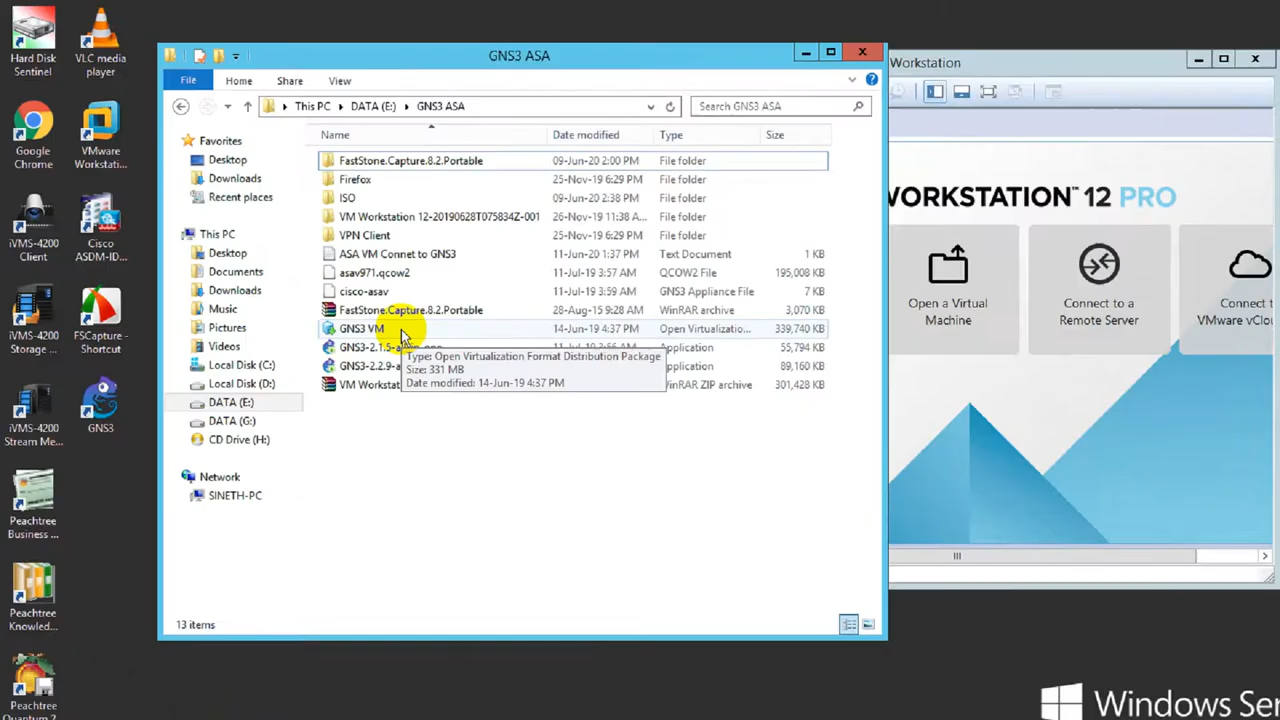 Hard Disk
Sentinel
VLC media
player
Google
Chrome
VMware
Workstati...
iVMS-4200
Client
Cisco
ASDM-ID...
iVMS-4200
Storage ...
FSCapture -
Shortcut
iVMS-4200
Stream Me...
GNS3
Peachtree
Business ...
Peachtree
Knowled...
Peachtree
Quantum 2...
GNS3 ASA
File Home Share View
This PC DATA (E:) GNS3 ASA
Search GNS3 ASA
Favorites
Desktop
Downloads
Recent places
This PC
Desktop
Documents
Downloads
Music
Pictures
Videos
Local Disk (C:)
Local Disk (D:)
DATA (E:)
DATA (G:)
CD Drive (H:)
Network
SINETH-PC
Name Date modified Type Size
FastStone.Capture.8.2.Portable 09-Jun-20 2:00 PM File folder
Firefox 25-Nov-19 6:29 PM File folder
ISO 09-Jun-20 2:38 PM File folder
VM Workstation 12-20190628T075834Z-001 26-Nov-19 11:38 A... File folder
VPN Client 25-Nov-19 6:29 PM File folder
ASA VM Connet to GNS3 11-Jun-20 1:37 PM Text Document 1 KB
asav971.qcow2 11-Jul-19 3:57 AM QCOW2 File 195,008 KB
cisco-asav 11-Jul-19 3:59 AM GNS3 Appliance File 7 KB
FastStone.Capture.8.2.Portable 28-Aug-15 9:28 AM WinRAR archive 3,070 KB
GNS3 VM 14-Jun-19 4:37 PM Open Virtualizatio... 339,740 KB
GNS3-2.1.5-a Application 55,794 KB
GNS3-2.2.9-a Application 89,160 KB
VM Workstat WinRAR ZIP archive 301,428 KB
Type: Open Virtualization Format Distribution Package
Size: 331 MB
Date modified: 14-Jun-19 4:37 PM
13 items
Workstation
WORKSTATION™ 12 PRO
Open a Virtual
Machine
Connect to a
Remote Server
Connect to
VMware vClou
Windows Ser